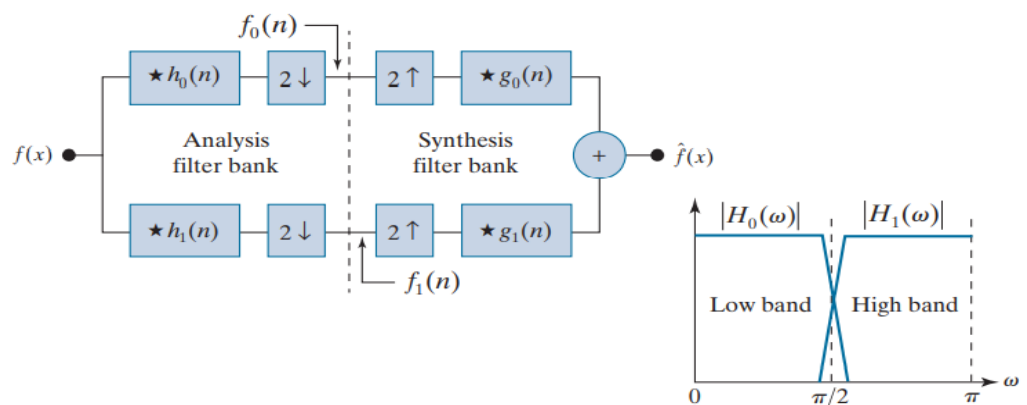 f₀(n)
★ h₀(n)
2 ↓
2 ↑
★ g₀(n)
f(x)
Analysis
filter bank
Synthesis
filter bank
+
f̂(x)
★ h₁(n)
2 ↓
2 ↑
★ g₁(n)
f₁(n)
|H₀(ω)|
|H₁(ω)|
Low band
High band
0
π/2
π
ω